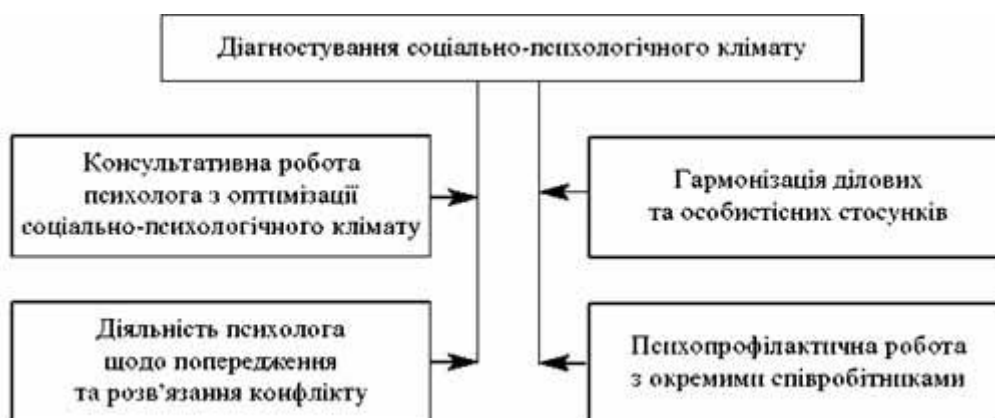 Діагностування соціально-психологічного клімату
Консультативна робота
психолога з оптимізації
соціально-психологічного клімату
Гармонізація ділових
та особистісних стосунків
Діяльність психолога
щодо попередження
та розв’язання конфлікту
Психопрофілактична робота
з окремими співробітниками